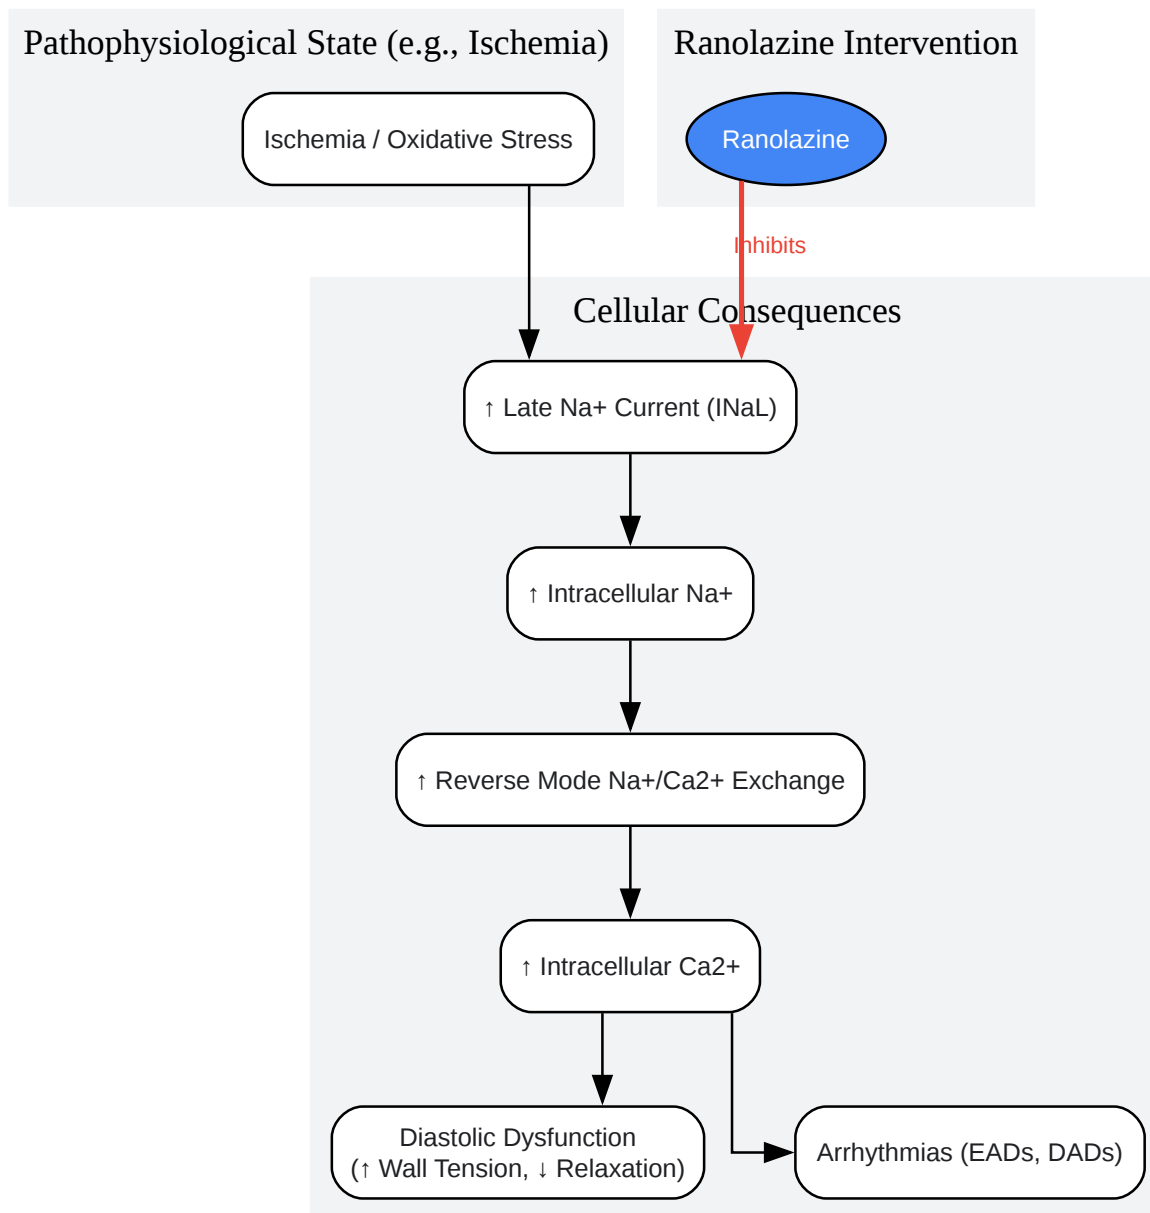 Pathophysiological State (e.g., Ischemia)
Ranolazine Intervention
Ischemia / Oxidative Stress
Ranolazine
Inhibits
Cellular Consequences
↑ Late Na+ Current (INaL)
↑ Intracellular Na+
↑ Reverse Mode Na+/Ca2+ Exchange
↑ Intracellular Ca2+
Diastolic Dysfunction
(↑ Wall Tension, ↓ Relaxation)
Arrhythmias (EADs, DADs)